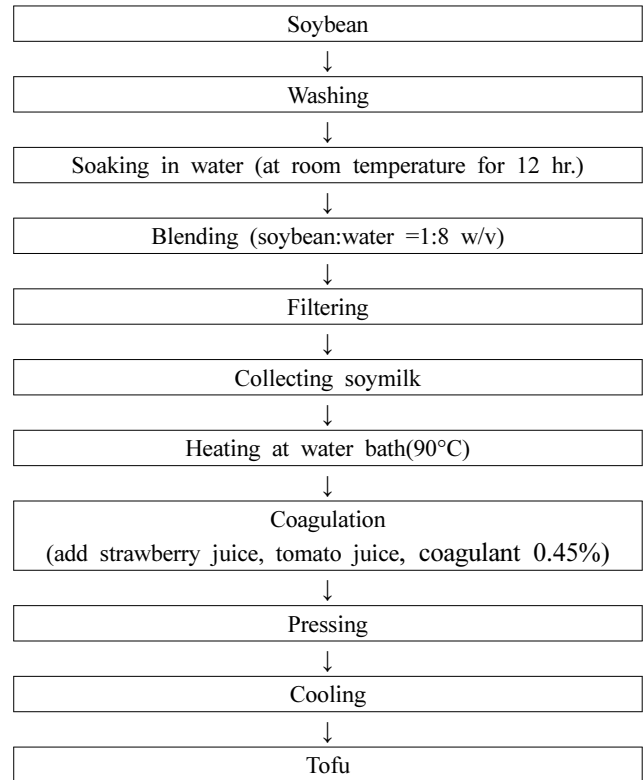 Soybean
↓
Washing
↓
Soaking in water (at room temperature for 12 hr.)
↓
Blending (soybean:water =1:8 w/v)
↓
Filtering
↓
Collecting soymilk
↓
Heating at water bath(90°C)
↓
Coagulation
(add strawberry juice, tomato juice, coagulant 0.45%)
↓
Pressing
↓
Cooling
↓
Tofu